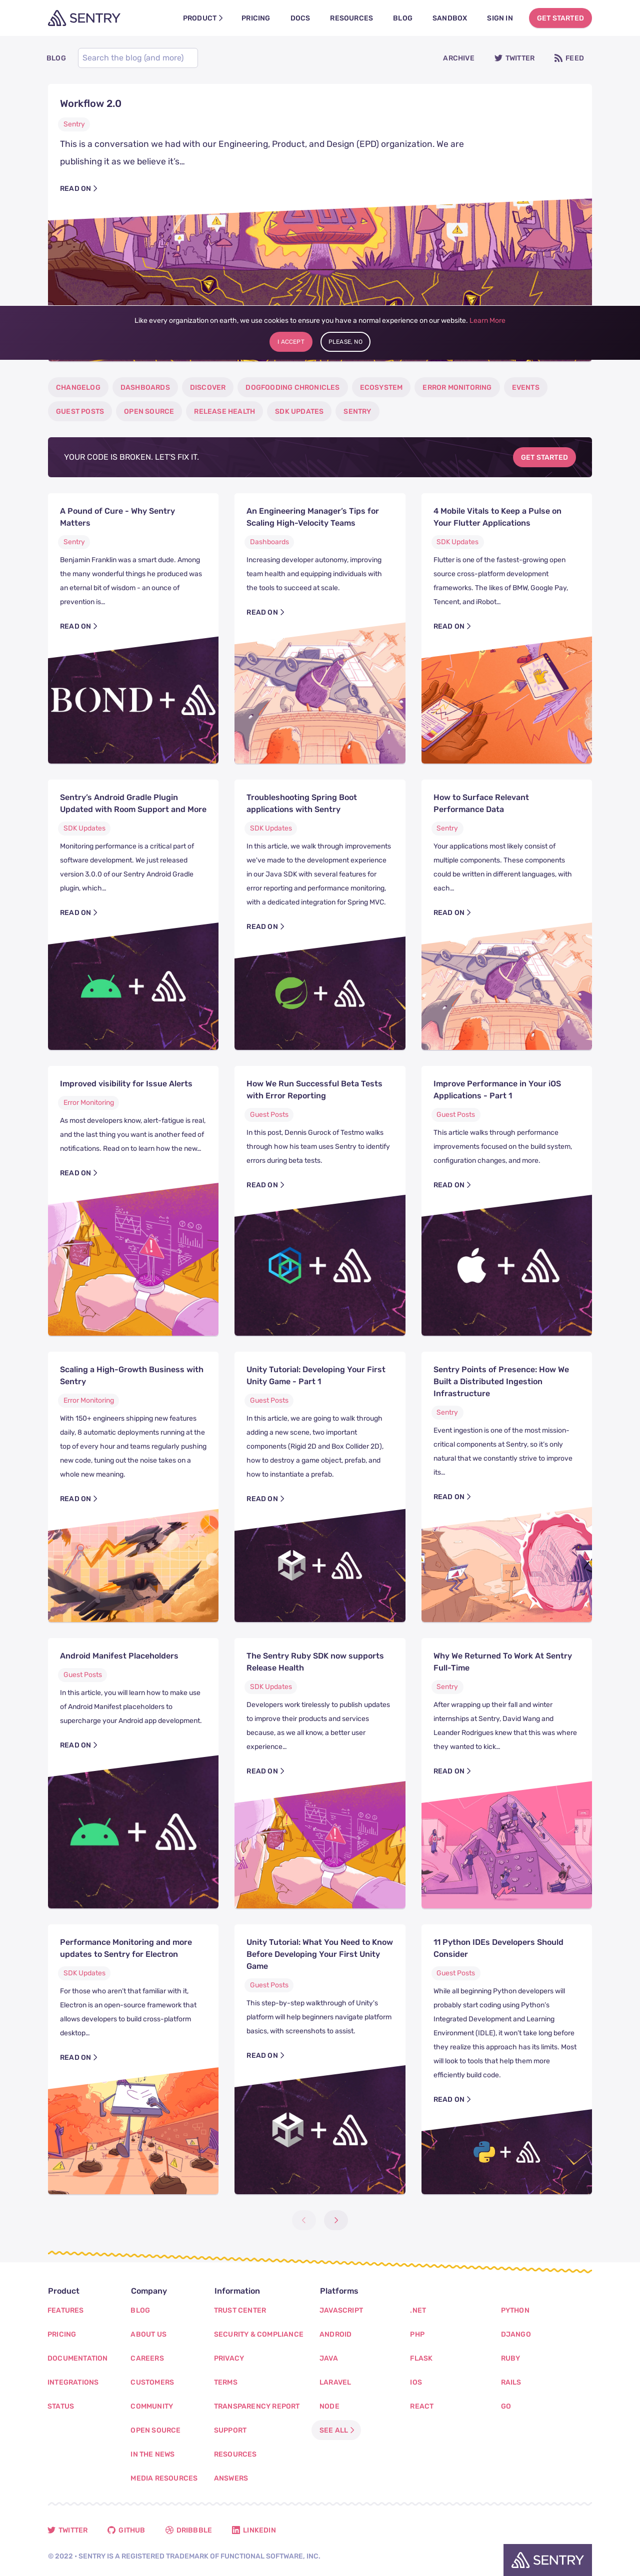 SENTRY
PRODUCT PRICING DOCS RESOURCES BLOG SANDBOX SIGN IN GET STARTED
BLOG Search the blog (and more) ARCHIVE TWITTER FEED
Workflow 2.0
Sentry
This is a conversation we had with our Engineering, Product, and Design (EPD) organization. We are
publishing it as we believe it's…
READ ON
Like every organization on earth, we use cookies to ensure you have a normal experience on our website. Learn More
I ACCEPT PLEASE, NO
CHANGELOG DASHBOARDS DISCOVER DOGFOODING CHRONICLES ECOSYSTEM ERROR MONITORING EVENTS
GUEST POSTS OPEN SOURCE RELEASE HEALTH SDK UPDATES SENTRY
YOUR CODE IS BROKEN. LET'S FIX IT. GET STARTED
A Pound of Cure - Why Sentry
Matters
Sentry
Benjamin Franklin was a smart dude. Among
the many wonderful things he produced was
an eternal bit of wisdom - an ounce of
prevention is…
READ ON
BOND +
An Engineering Manager's Tips for
Scaling High-Velocity Teams
Dashboards
Increasing developer autonomy, improving
team health and equipping individuals with
the tools to succeed at scale.
READ ON
4 Mobile Vitals to Keep a Pulse on
Your Flutter Applications
SDK Updates
Flutter is one of the fastest-growing open
source cross-platform development
frameworks. The likes of BMW, Google Pay,
Tencent, and iRobot…
READ ON
Sentry's Android Gradle Plugin
Updated with Room Support and More
SDK Updates
Monitoring performance is a critical part of
software development. We just released
version 3.0.0 of our Sentry Android Gradle
plugin, which…
READ ON
+
Troubleshooting Spring Boot
applications with Sentry
SDK Updates
In this article, we walk through improvements
we've made to the development experience
in our Java SDK with several features for
error reporting and performance monitoring,
with a dedicated integration for Spring MVC.
READ ON
+
How to Surface Relevant
Performance Data
Sentry
Your applications most likely consist of
multiple components. These components
could be written in different languages, with
each…
READ ON
Improved visibility for Issue Alerts
Error Monitoring
As most developers know, alert-fatigue is real,
and the last thing you want is another feed of
notifications. Read on to learn how the new…
READ ON
How We Run Successful Beta Tests
with Error Reporting
Guest Posts
In this post, Dennis Gurock of Testmo walks
through how his team uses Sentry to identify
errors during beta tests.
READ ON
+
Improve Performance in Your iOS
Applications - Part 1
Guest Posts
This article walks through performance
improvements focused on the build system,
configuration changes, and more.
READ ON
+
Scaling a High-Growth Business with
Sentry
Error Monitoring
With 150+ engineers shipping new features
daily, 8 automatic deployments running at the
top of every hour and teams regularly pushing
new code, tuning out the noise takes on a
whole new meaning.
READ ON
Unity Tutorial: Developing Your First
Unity Game - Part 1
Guest Posts
In this article, we are going to walk through
adding a new scene, two important
components (Rigid 2D and Box Collider 2D),
how to destroy a game object, prefab, and
how to instantiate a prefab,
READ ON
+
Sentry Points of Presence: How We
Built a Distributed Ingestion
Infrastructure
Sentry
Event ingestion is one of the most mission-
critical components at Sentry, so it's only
natural that we constantly strive to improve
its…
READ ON
Android Manifest Placeholders
Guest Posts
In this article, you will learn how to make use
of Android Manifest placeholders to
supercharge your Android app development.
READ ON
+
The Sentry Ruby SDK now supports
Release Health
SDK Updates
Developers work tirelessly to publish updates
to improve their products and services
because, as we all know, a better user
experience…
READ ON
Why We Returned To Work At Sentry
Full-Time
Sentry
After wrapping up their fall and winter
internships at Sentry, David Wang and
Leander Rodrigues knew that this was where
they wanted to kick…
READ ON
Performance Monitoring and more
updates to Sentry for Electron
SDK Updates
For those who aren't that familiar with it,
Electron is an open-source framework that
allows developers to build cross-platform
desktop…
READ ON
Unity Tutorial: What You Need to Know
Before Developing Your First Unity
Game
Guest Posts
This step-by-step walkthrough of Unity's
platform will help beginners navigate platform
basics, with screenshots to assist.
READ ON
+
11 Python IDEs Developers Should
Consider
Guest Posts
While all beginning Python developers will
probably start coding using Python's
Integrated Development and Learning
Environment (IDLE), it won't take long before
they realize this approach has its limits. Most
will look to tools that help them more
efficiently build code.
READ ON
+
Product Company Information Platforms
FEATURES BLOG TRUST CENTER JAVASCRIPT .NET PYTHON
PRICING ABOUT US SECURITY & COMPLIANCE ANDROID PHP DJANGO
DOCUMENTATION CAREERS PRIVACY JAVA FLASK RUBY
INTEGRATIONS CUSTOMERS TERMS LARAVEL IOS RAILS
STATUS COMMUNITY TRANSPARENCY REPORT NODE REACT GO
OPEN SOURCE SUPPORT SEE ALL
IN THE NEWS RESOURCES
MEDIA RESOURCES ANSWERS
TWITTER GITHUB DRIBBBLE LINKEDIN
© 2022 • SENTRY IS A REGISTERED TRADEMARK OF FUNCTIONAL SOFTWARE, INC.
SENTRY